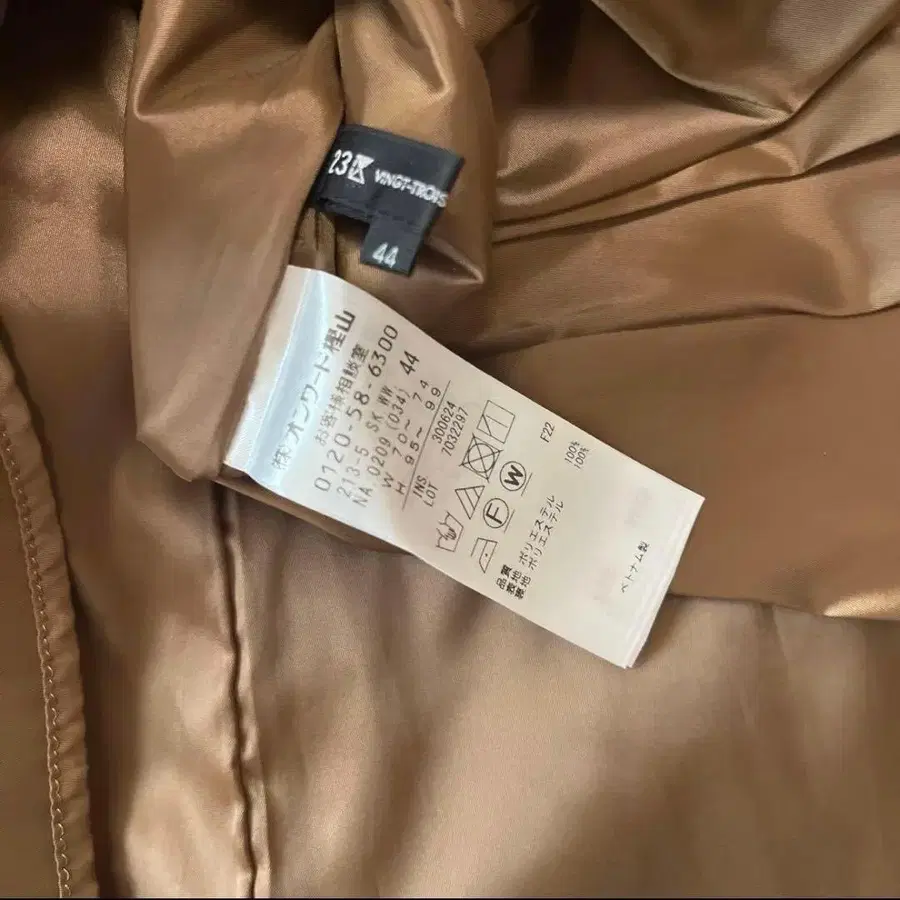 23区 VINGT-TROIS
44
(株)オンワード樫山
お客様相談室
0120-58-6300
213-5 SK WW
NA 0209 (034) 44
W 70～ 74
H 95～ 99
INS 300624
LOT 7032297
F
W
F22
品質
表地 ポリエステル 100%
裏地 ポリエステル 100%
ベトナム製